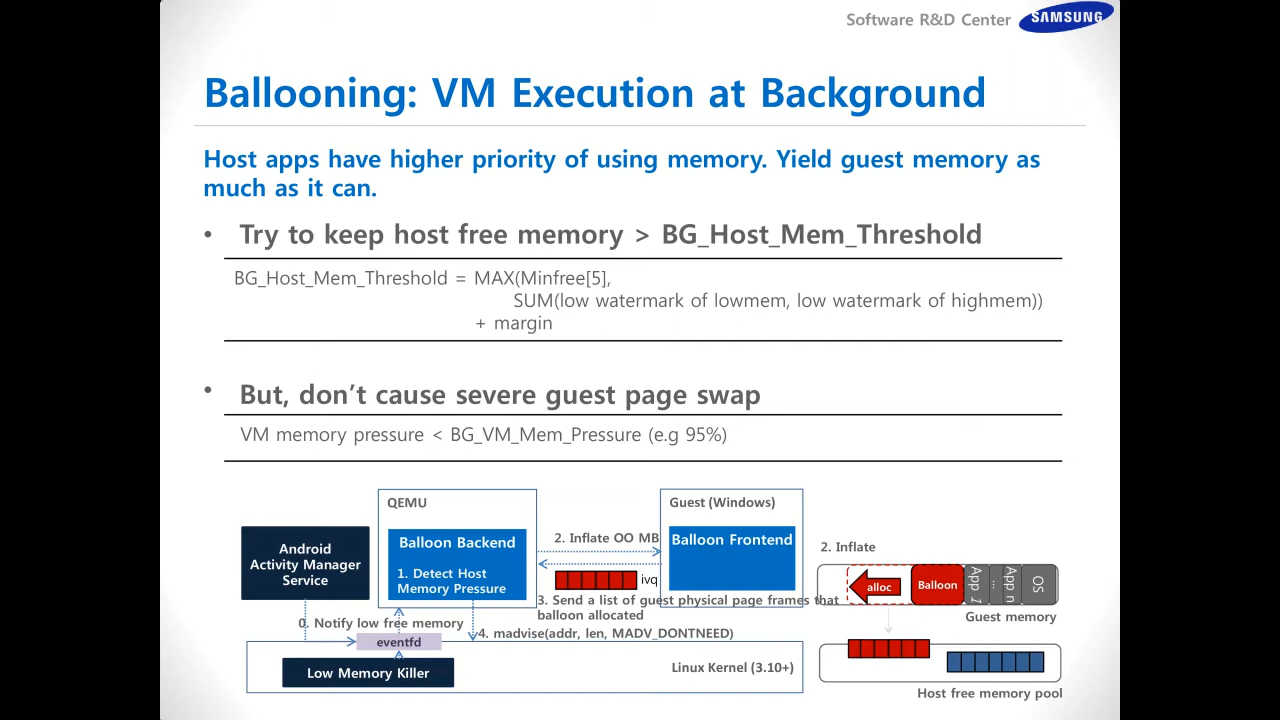 Software R&D Center
SAMSUNG
Ballooning: VM Execution at Background
Host apps have higher priority of using memory. Yield guest memory as
much as it can.
• Try to keep host free memory > BG_Host_Mem_Threshold
BG_Host_Mem_Threshold = MAX(Minfree[5],
SUM(low watermark of lowmem, low watermark of highmem))
+ margin
• But, don’t cause severe guest page swap
VM memory pressure < BG_VM_Mem_Pressure (e.g 95%)
QEMU
Guest (Windows)
Android
Activity Manager
Service
Balloon Backend
1. Detect Host
Memory Pressure
2. Inflate OO MB
Balloon Frontend
ivq
3. Send a list of guest physical page frames that
balloon allocated
0. Notify low free memory
4. madvise(addr, len, MADV_DONTNEED)
eventfd
Low Memory Killer
Linux Kernel (3.10+)
2. Inflate
alloc
Balloon
App 1
..
App n
OS
Guest memory
Host free memory pool